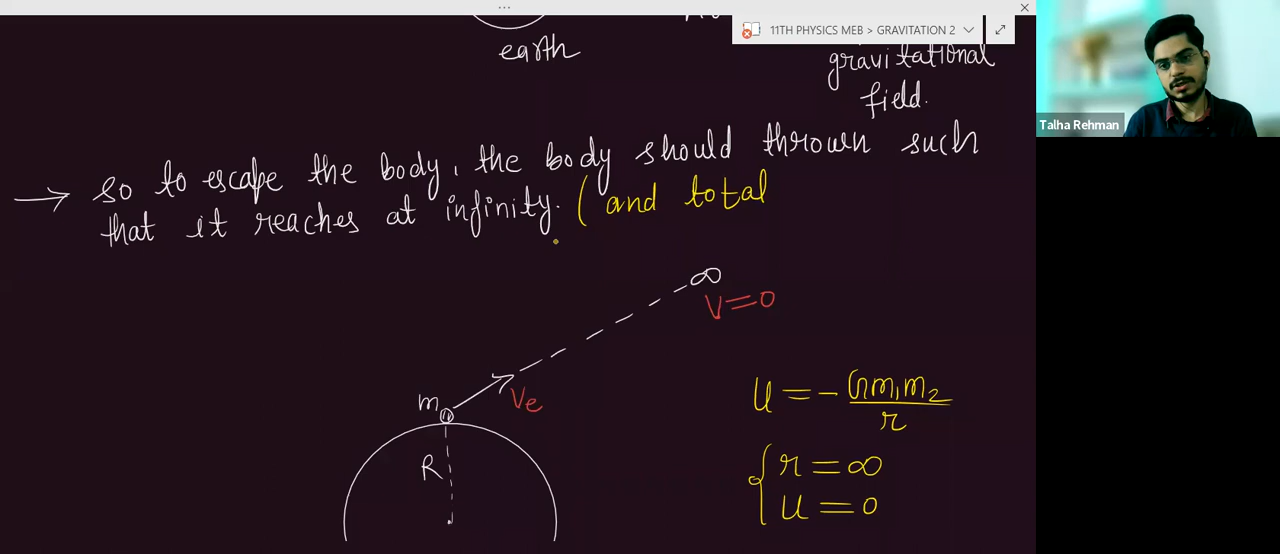 11TH PHYSICS MEB > GRAVITATION 2
earth
gravitational
field.
Talha Rehman
→ so to escape the body, the body should thrown such
that it reaches at infinity. (and total
∞
V=0
m
Ve
R
U = - Gm₁m₂
r
r = ∞
U = 0